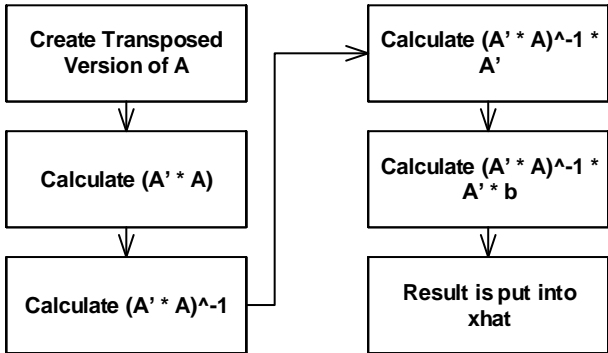 Create Transposed
Version of A
Calculate (A’ * A)
Calculate (A’ * A)^-1
Calculate (A’ * A)^-1 *
A’
Calculate (A’ * A)^-1 *
A’ * b
Result is put into
xhat